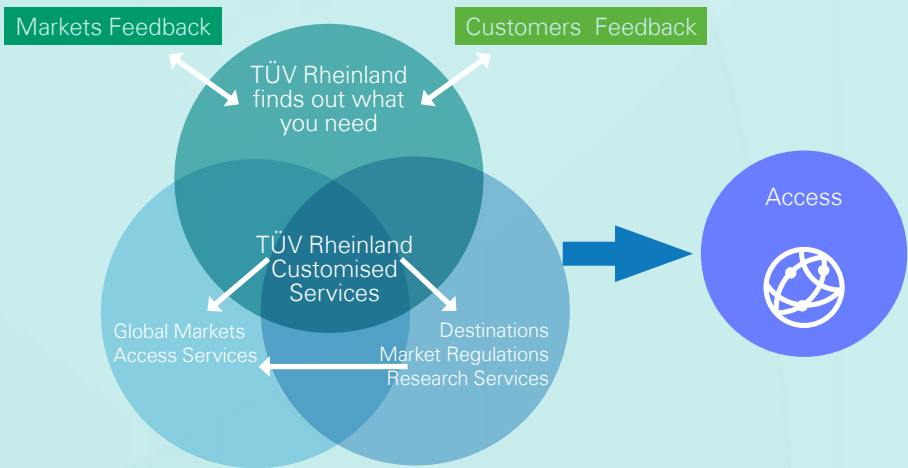 Markets Feedback
Customers Feedback
TÜV Rheinland
finds out what
you need
TÜV Rheinland
Customised
Services
Global Markets
Access Services
Destinations
Market Regulations
Research Services
Access